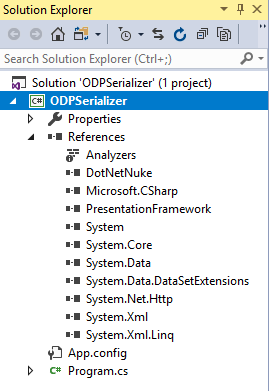 Solution Explorer
Search Solution Explorer (Ctrl+;)
Solution 'ODPSerializer' (1 project)
C# ODPSerializer
Properties
References
Analyzers
DotNetNuke
Microsoft.CSharp
PresentationFramework
System
System.Core
System.Data
System.Data.DataSetExtensions
System.Net.Http
System.Xml
System.Xml.Linq
App.config
C# Program.cs